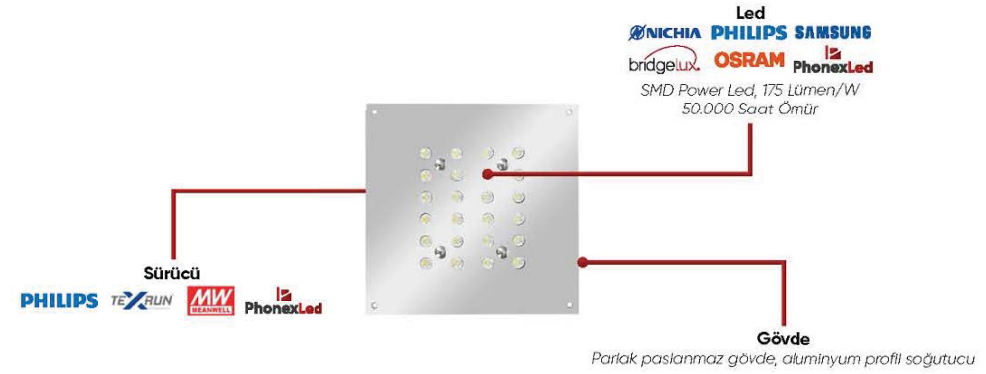 Led
NICHIA PHILIPS SAMSUNG
bridgelux. OSRAM PhonexLed
SMD Power Led, 175 Lümen/W
50.000 Saat Ömür
Sürücü
PHILIPS TEXRUN MW MEANWELL PhonexLed
Gövde
Parlak paslanmaz gövde, aluminyum profil soğutucu